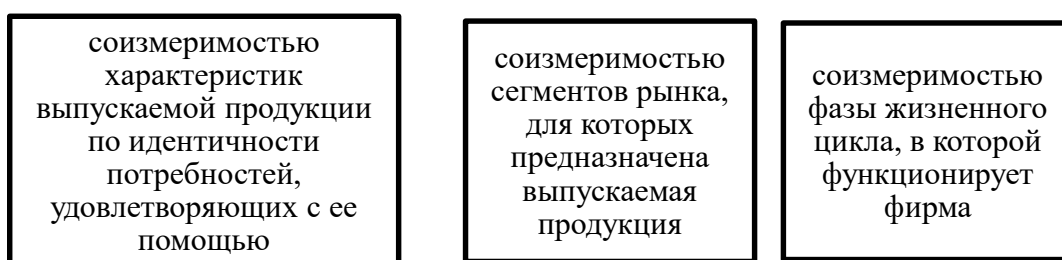 соизмеримостью
характеристик
выпускаемой продукции
по идентичности
потребностей,
удовлетворяющих с ее
помощью
соизмеримостью
сегментов рынка,
для которых
предназначена
выпускаемая
продукция
соизмеримостью
фазы жизненного
цикла, в которой
функционирует
фирма